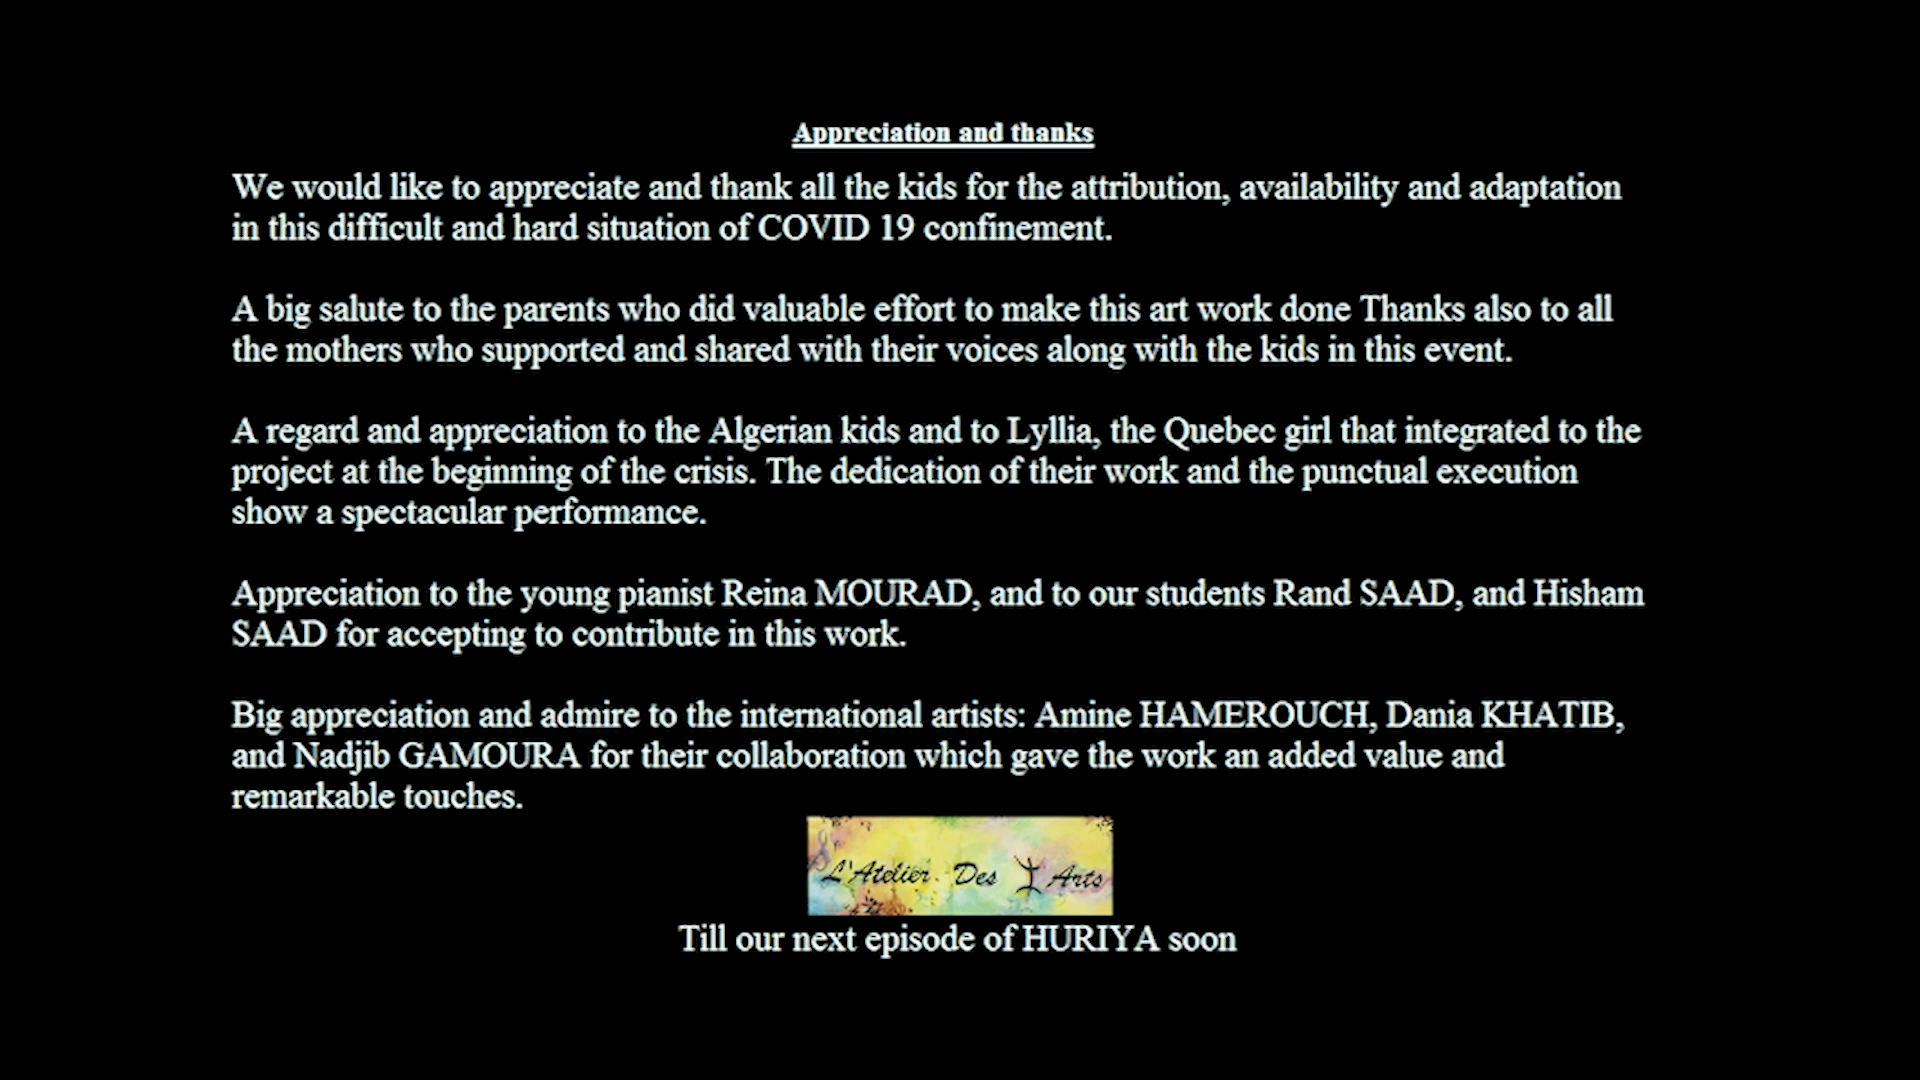 Appreciation and thanks
We would like to appreciate and thank all the kids for the attribution, availability and adaptation
in this difficult and hard situation of COVID 19 confinement.
A big salute to the parents who did valuable effort to make this art work done Thanks also to all
the mothers who supported and shared with their voices along with the kids in this event.
A regard and appreciation to the Algerian kids and to Lyllia, the Quebec girl that integrated to the
project at the beginning of the crisis. The dedication of their work and the punctual execution
show a spectacular performance.
Appreciation to the young pianist Reina MOURAD, and to our students Rand SAAD, and Hisham
SAAD for accepting to contribute in this work.
Big appreciation and admire to the international artists: Amine HAMEROUCH, Dania KHATIB,
and Nadjib GAMOURA for their collaboration which gave the work an added value and
remarkable touches.
L'Atelier Des Arts
Till our next episode of HURIYA soon